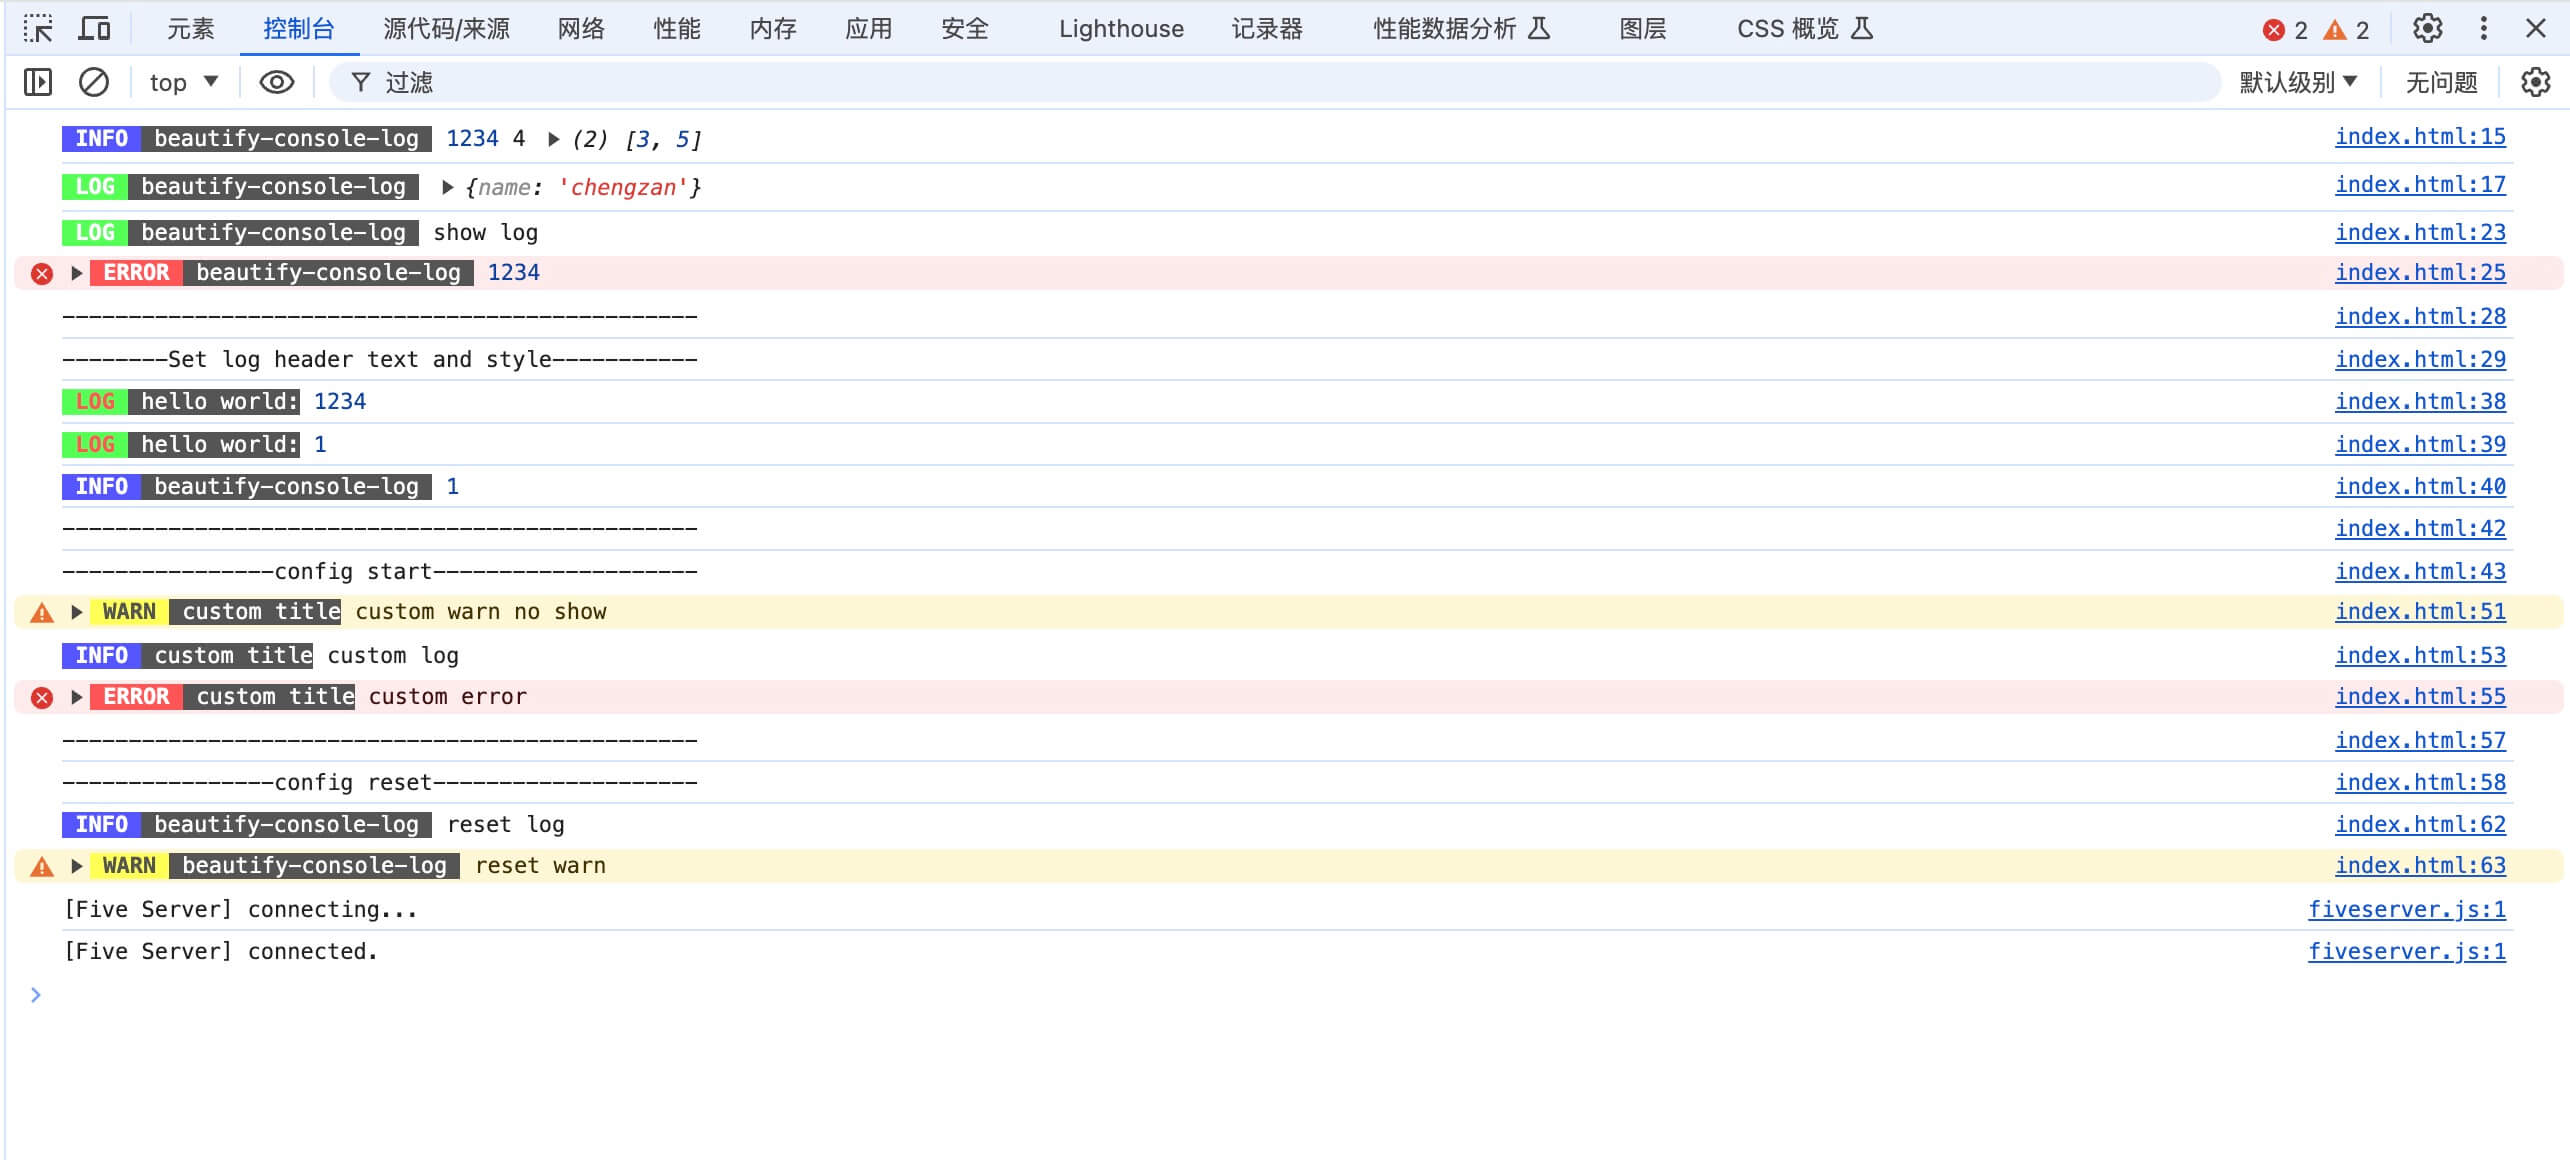 元素 控制台 源代码/来源 网络 性能 内存 应用 安全 Lighthouse 记录器 性能数据分析 图层 CSS 概览 2 2
top 过滤 默认级别 无问题
INFO beautify-console-log 1234 4 (2) [3, 5] index.html:15
LOG beautify-console-log {name: 'chengzan'} index.html:17
LOG beautify-console-log show log index.html:23
ERROR beautify-console-log 1234 index.html:25
------------------------------------------------ index.html:28
--------Set log header text and style----------- index.html:29
LOG hello world: 1234 index.html:38
LOG hello world: 1 index.html:39
INFO beautify-console-log 1 index.html:40
------------------------------------------------ index.html:42
----------------config start-------------------- index.html:43
WARN custom title custom warn no show index.html:51
INFO custom title custom log index.html:53
ERROR custom title custom error index.html:55
------------------------------------------------ index.html:57
----------------config reset-------------------- index.html:58
INFO beautify-console-log reset log index.html:62
WARN beautify-console-log reset warn index.html:63
[Five Server] connecting... fiveserver.js:1
[Five Server] connected. fiveserver.js:1